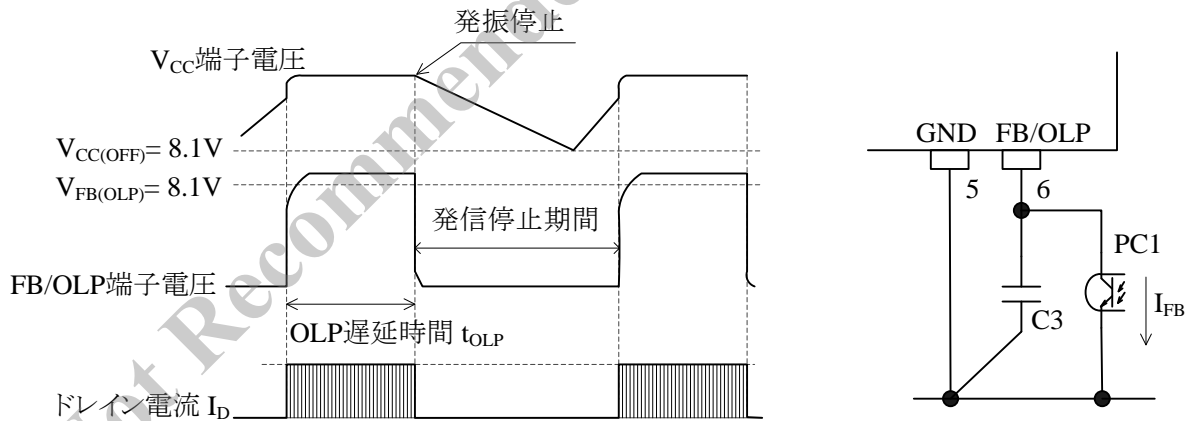 発振停止
VCC端子電圧
VCC(OFF)= 8.1V
VFB(OLP)= 8.1V
発信停止期間
FB/OLP端子電圧
OLP遅延時間 tOLP
ドレイン電流 ID
GND FB/OLP
5 6
PC1
C3
IFB
Not Recommende